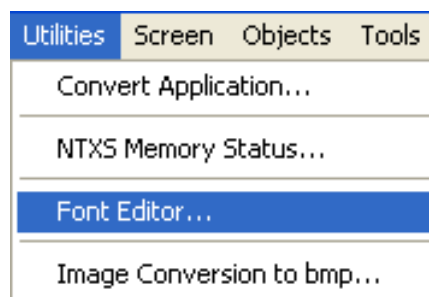 Utilities Screen Objects Tools
Convert Application...
NTXS Memory Status...
Font Editor...
Image Conversion to bmp...